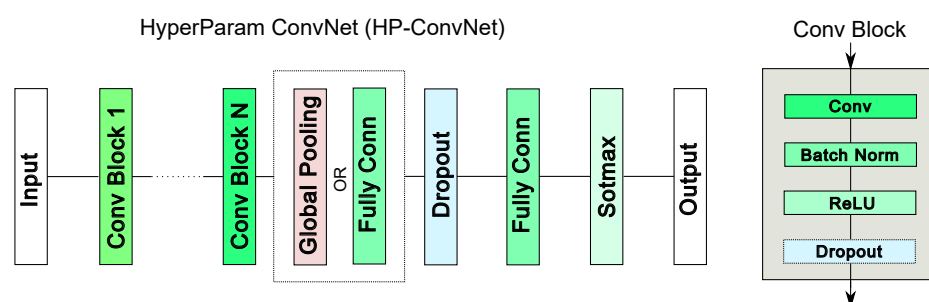 HyperParam ConvNet (HP-ConvNet)
Input
Conv Block 1
Conv Block N
Global Pooling
OR
Fully Conn
Dropout
Fully Conn
Sotmax
Output
Conv Block
Conv
Batch Norm
ReLU
Dropout